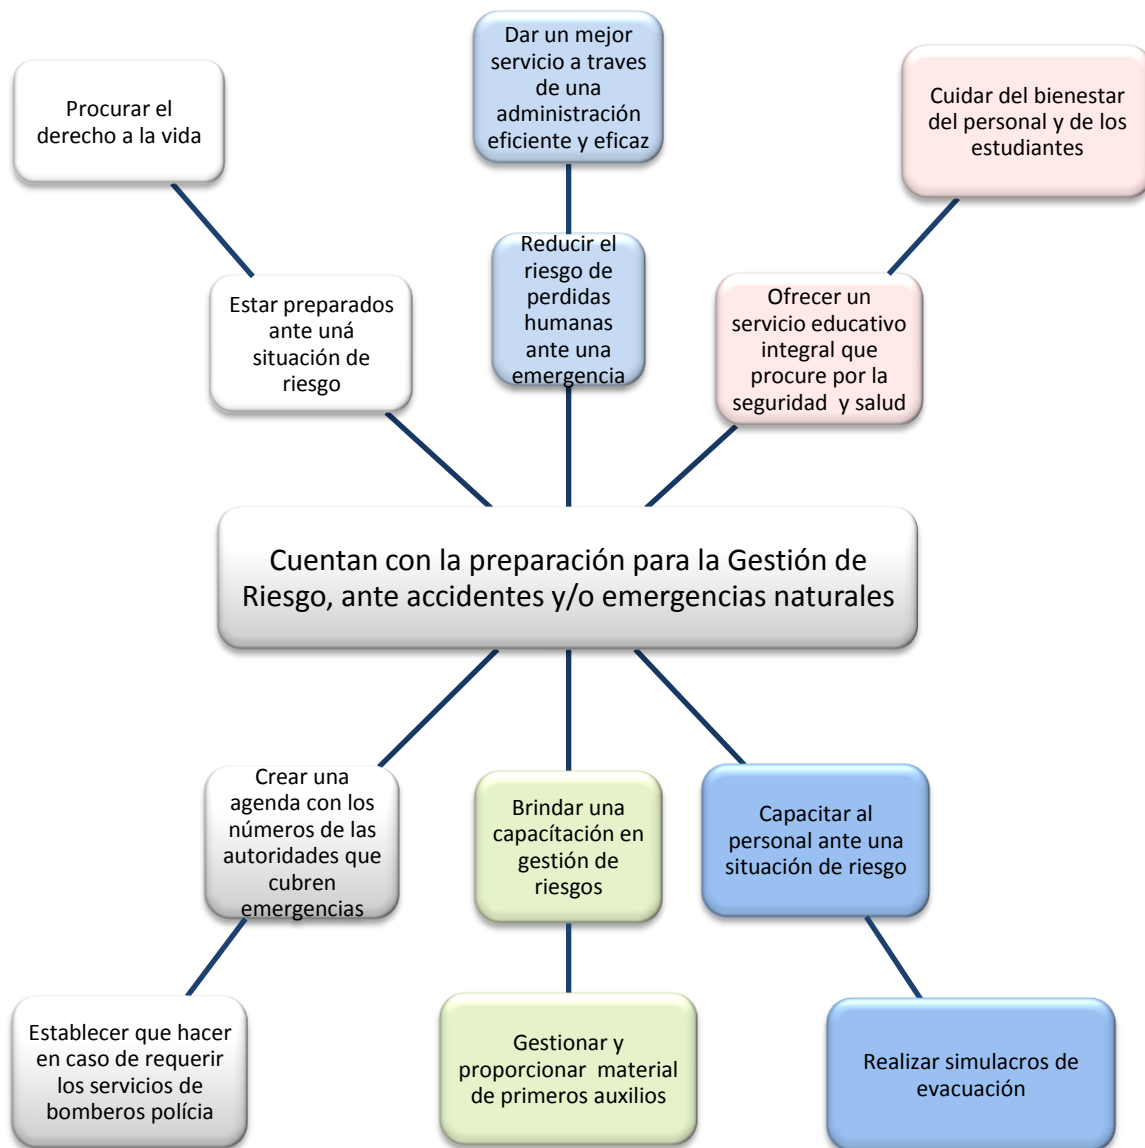 Dar un mejor
servicio a traves
de una
administración
eficiente y eficaz
Procurar el
derecho a la vida
Cuidar del bienestar
del personal y de los
estudiantes
Reducir el
riesgo de
perdidas
humanas
ante una
emergencia
Estar preparados
ante uná
situación de
riesgo
Ofrecer un
servicio educativo
integral que
procure por la
seguridad y salud
Cuentan con la preparación para la Gestión de
Riesgo, ante accidentes y/o emergencias naturales
Crear una
agenda con los
números de las
autoridades que
cubren
emergencias
Brindar una
capacítación en
gestión de
riesgos
Capacitar al
personal ante una
situación de riesgo
Establecer que hacer
en caso de requerir
los servicios de
bomberos polícia
Gestionar y
proporcionar material
de primeros auxilios
Realizar simulacros de
evacuación